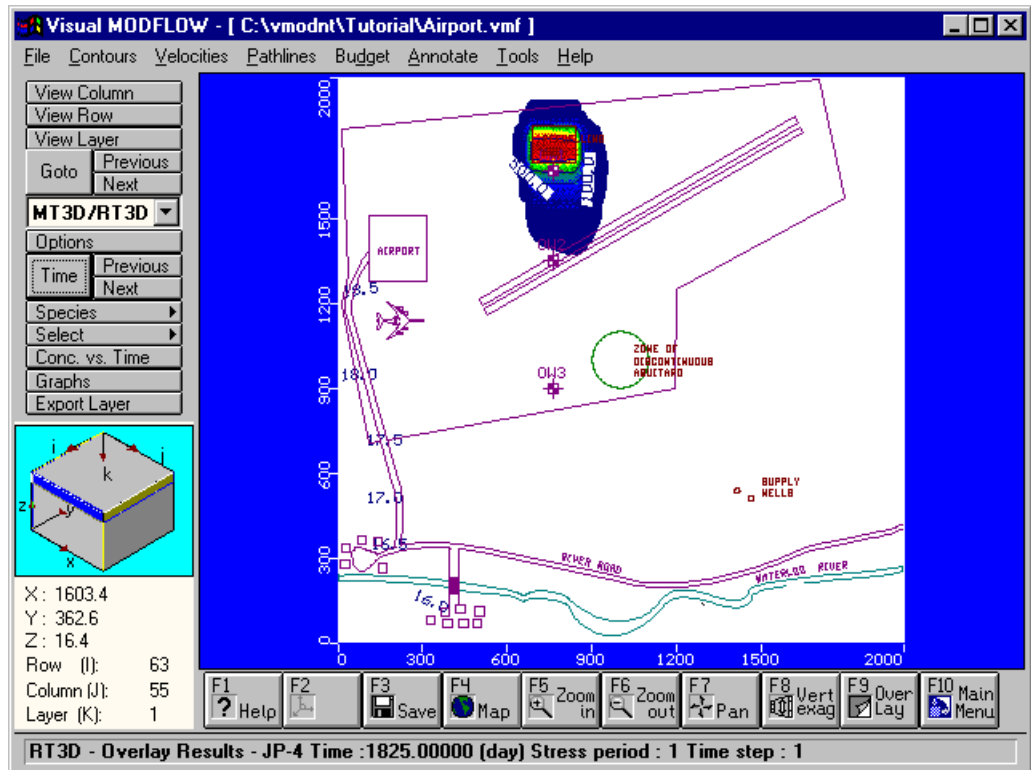 Visual MODFLOW - [ C:\vmodnt\Tutorial\Airport.vmf ]
File Contours Velocities Pathlines Budget Annotate Tools Help
View Column
View Row
View Layer
Goto
Previous
Next
MT3D/RT3D
Options
Time
Previous
Next
Species
Select
Conc. vs. Time
Graphs
Export Layer
i j
k
z y
x
X : 1603.4
Y : 362.6
Z : 16.4
Row (I): 63
Column (J): 55
Layer (K): 1
2000
1500
1200
900
600
300
0
300.0
100.0
OW2
AIRPORT
18.5
18.0
OW3
ZONE OF
DISCONTINUOUS
AQUITARD
17.5
17.0
SUPPLY
WELLS
16.5
RIVER ROAD
WATERLOO RIVER
16.0
0 300 600 900 1200 1500 2000
F1 ? Help
F2
F3 Save
F4 Map
F5 Zoom in
F6 Zoom out
F7 Pan
F8 Vert exag
F9 Over Lay
F10 Main Menu
RT3D - Overlay Results - JP-4 Time :1825.00000 (day) Stress period : 1 Time step : 1